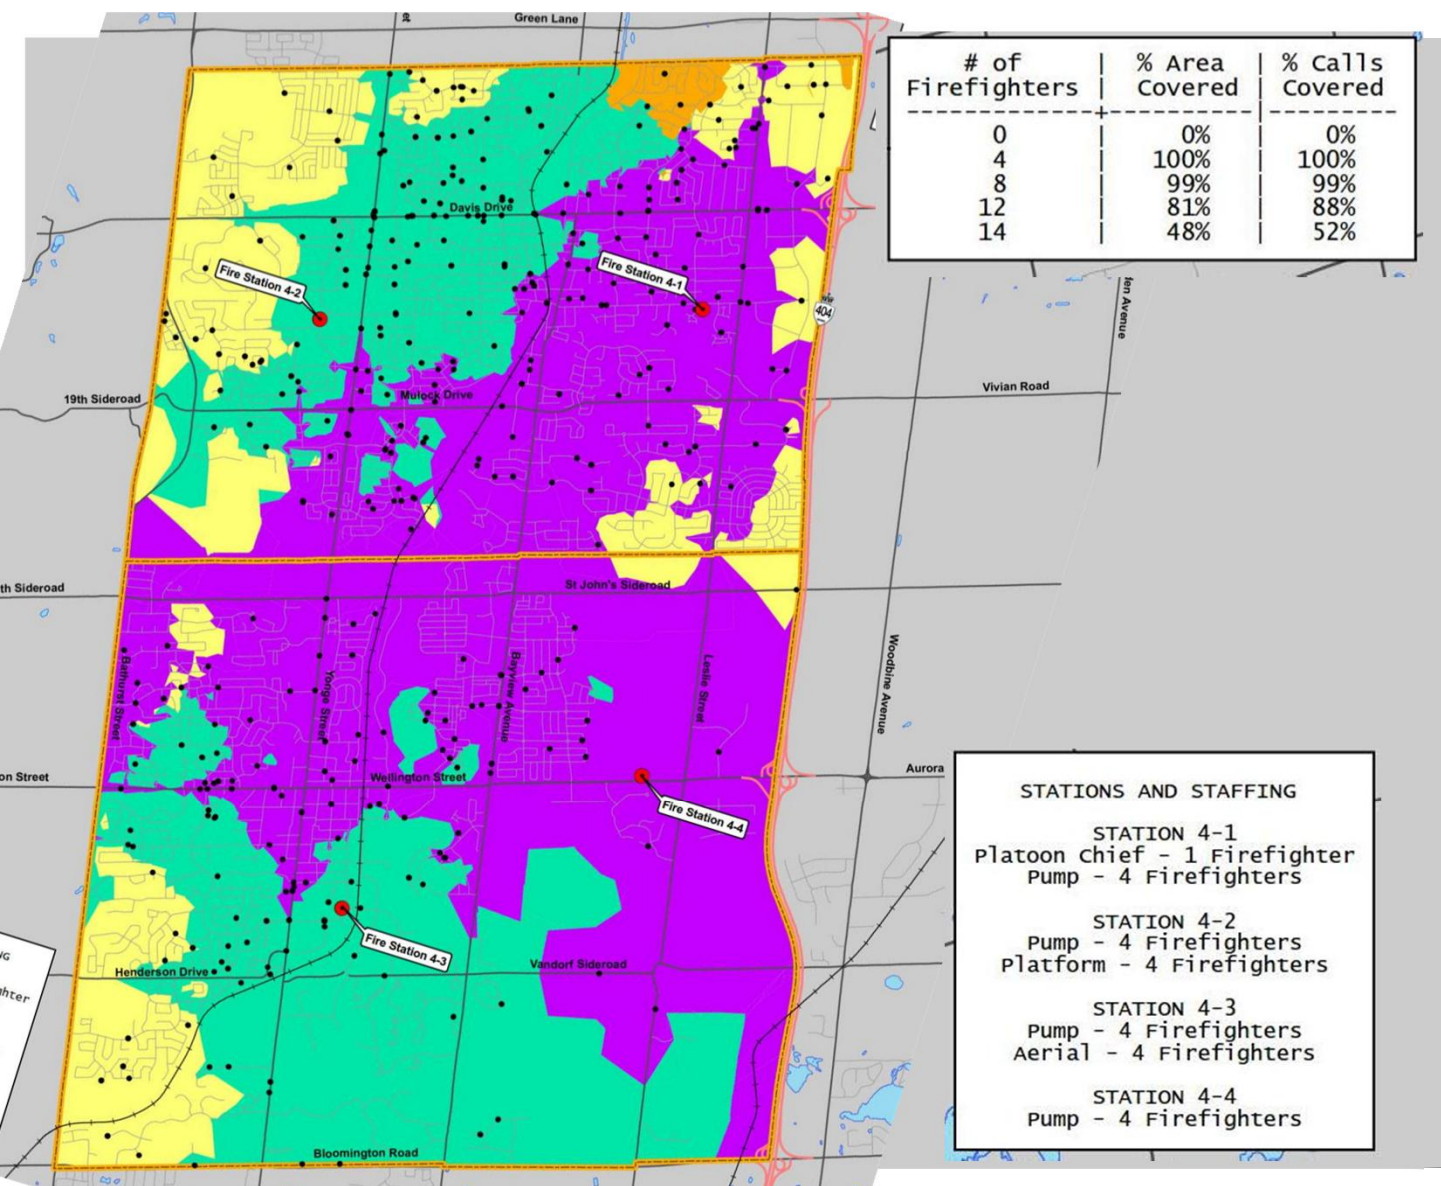 Green Lane
et
# of | % Area | % Calls
Firefighters | Covered | Covered
0 | 0% | 0%
4 | 100% | 100%
8 | 99% | 99%
12 | 81% | 88%
14 | 48% | 52%
Davis Drive
Fire Station 4-2
Fire Station 4-1
404
len Avenue
19th Sideroad
Mulock Drive
Vivian Road
th Sideroad
St John's Sideroad
Bathurst Street
Yonge Street
Bayview Avenue
Leslie Street
Woodbine Avenue
on Street
Wellington Street
Aurora
Fire Station 4-4
Fire Station 4-3
NG
hter
Henderson Drive
Vandorf Sideroad
Bloomington Road
STATIONS AND STAFFING
STATION 4-1
Platoon Chief - 1 Firefighter
Pump - 4 Firefighters
STATION 4-2
Pump - 4 Firefighters
Platform - 4 Firefighters
STATION 4-3
Pump - 4 Firefighters
Aerial - 4 Firefighters
STATION 4-4
Pump - 4 Firefighters